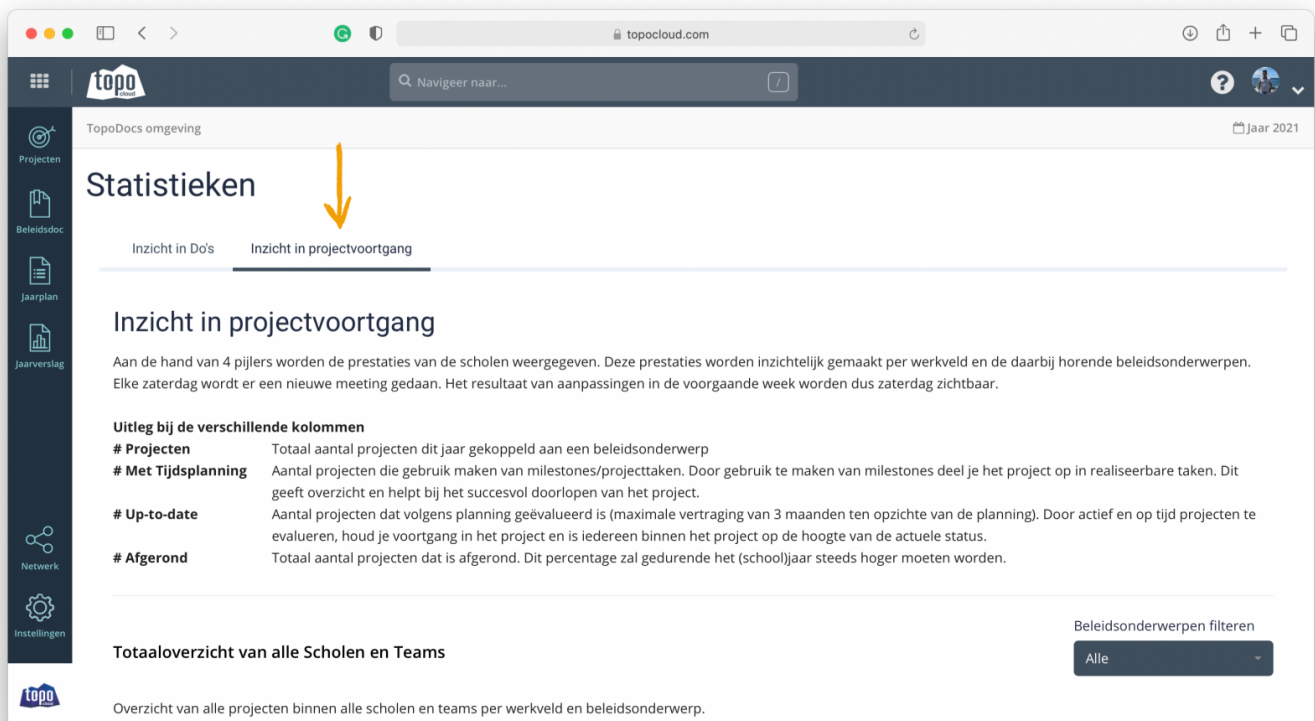 topocloud.com
topo
cloud
Navigeer naar...
/
?
TopoDocs omgeving
Jaar 2021
Projecten
Beleidsdoc
Jaarplan
Jaarverslag
Netwerk
Instellingen
topo
cloud
Statistieken
Inzicht in Do's
Inzicht in projectvoortgang
Inzicht in projectvoortgang
Aan de hand van 4 pijlers worden de prestaties van de scholen weergegeven. Deze prestaties worden inzichtelijk gemaakt per werkveld en de daarbij horende beleidsonderwerpen.
Elke zaterdag wordt er een nieuwe meeting gedaan. Het resultaat van aanpassingen in de voorgaande week worden dus zaterdag zichtbaar.
Uitleg bij de verschillende kolommen
# Projecten Totaal aantal projecten dit jaar gekoppeld aan een beleidsonderwerp
# Met Tijdsplanning Aantal projecten die gebruik maken van milestones/projecttaken. Door gebruik te maken van milestones deel je het project op in realiseerbare taken. Dit
geeft overzicht en helpt bij het succesvol doorlopen van het project.
# Up-to-date Aantal projecten dat volgens planning geëvalueerd is (maximale vertraging van 3 maanden ten opzichte van de planning). Door actief en op tijd projecten te
evalueren, houd je voortgang in het project en is iedereen binnen het project op de hoogte van de actuele status.
# Afgerond Totaal aantal projecten dat is afgerond. Dit percentage zal gedurende het (school)jaar steeds hoger moeten worden.
Beleidsonderwerpen filteren
Alle
Totaaloverzicht van alle Scholen en Teams
Overzicht van alle projecten binnen alle scholen en teams per werkveld en beleidsonderwerp.